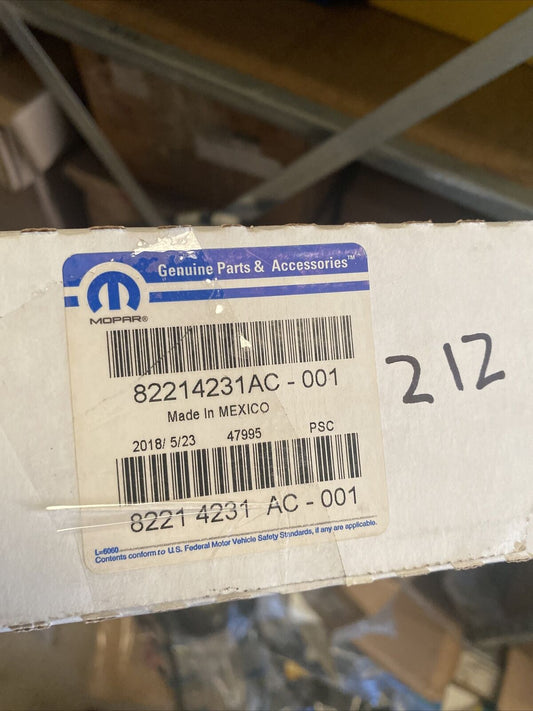 Genuine Parts & Accessories™
MOPAR®
82214231AC - 001
Made In MEXICO
2018/ 5/23 47995 PSC
8221 4231 AC - 001
L=6060
Contents conform to U.S. Federal Motor Vehicle Safety Standards, if any are applicable.
212